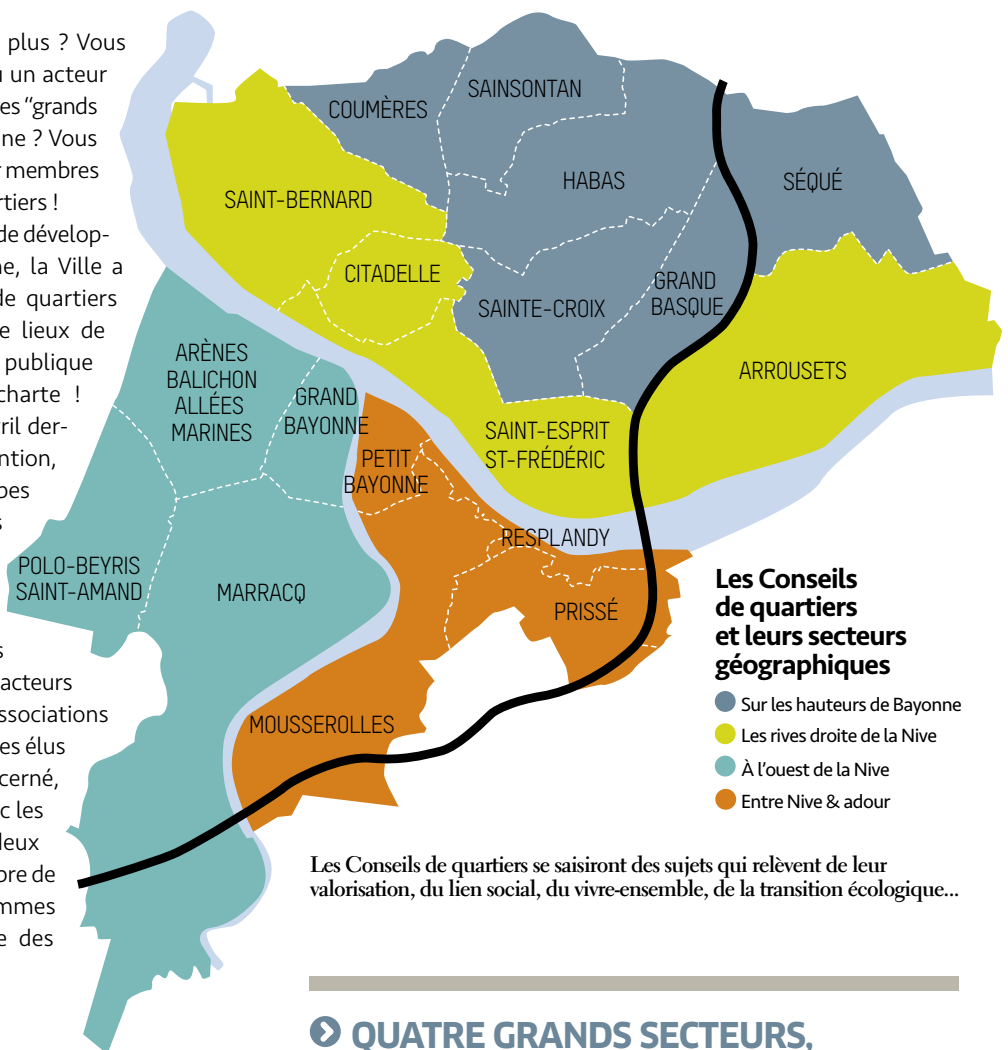 plus ? Vous
un acteur
es “grands
ne ? Vous
membres
rtiers !
de dévelop-
ne, la Ville a
de quartiers
e lieux de
publique
charte !
ril der-
ntion,
pes
s
s
acteurs
ssociations
es élus
cerné,
c les
deux
bre de
mmes
e des
COUMÈRES
SAINSONTAN
HABAS
SÉQUÉ
SAINT-BERNARD
CITADELLE
SAINTE-CROIX
GRAND
BASQUE
ARROUSETS
ARÈNES
BALICHON
ALLÉES
MARINES
GRAND
BAYONNE
SAINT-ESPRIT
ST-FRÉDÉRIC
PETIT
BAYONNE
RESPLANDY
POLO-BEYRIS
SAINT-AMAND
MARRACQ
PRISSÉ
MOUSSEROLLES
Les Conseils
de quartiers
et leurs secteurs
géographiques
Sur les hauteurs de Bayonne
Les rives droite de la Nive
À l’ouest de la Nive
Entre Nive & adour
Les Conseils de quartiers se saisiront des sujets qui relèvent de leur
valorisation, du lien social, du vivre-ensemble, de la transition écologique...
QUATRE GRANDS SECTEURS,